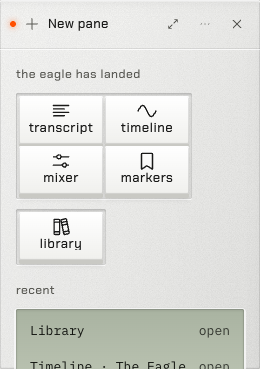 New pane
the eagle has landed
transcript timeline
mixer markers
library
recent
Library open
Timeline · The Eagle open